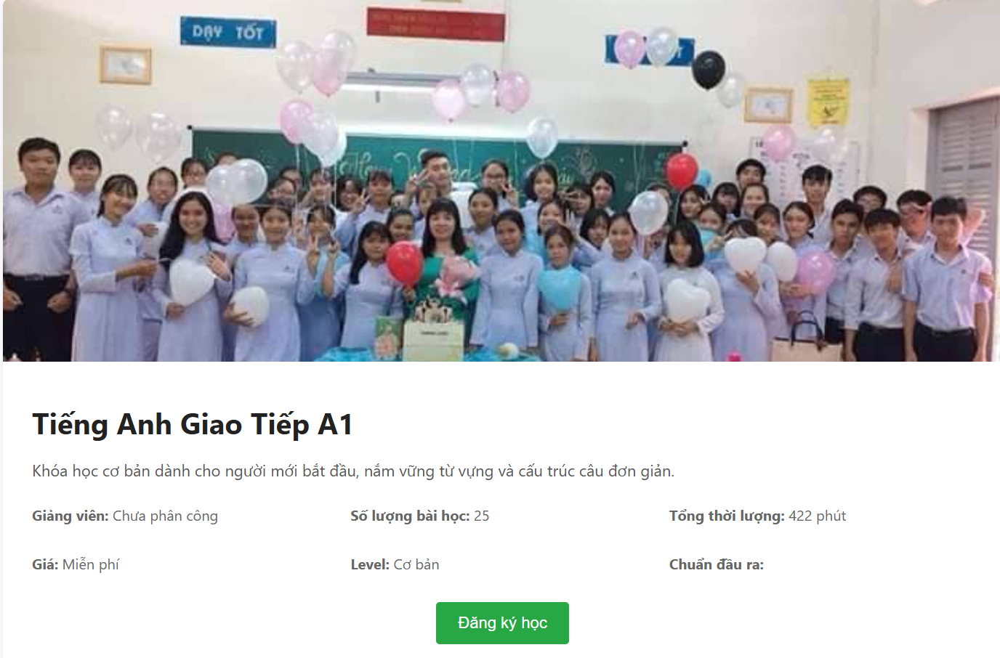 DẠY TỐT
Tiếng Anh Giao Tiếp A1
Khóa học cơ bản dành cho người mới bắt đầu, nắm vững từ vựng và cấu trúc câu đơn giản.
Giảng viên: Chưa phân công Số lượng bài học: 25 Tổng thời lượng: 422 phút
Giá: Miễn phí Level: Cơ bản Chuẩn đầu ra:
Đăng ký học